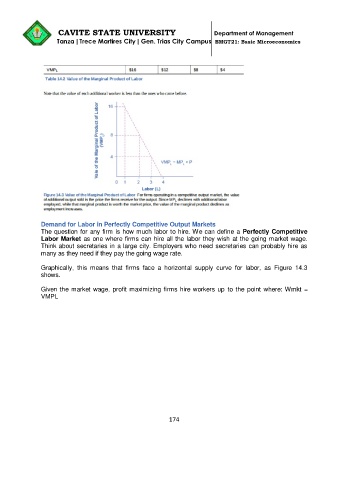 CAVITE STATE UNIVERSITY
Department of Management
Tanza | Trece Martires City | Gen. Trias City Campus
BMGT21: Basic Microeconomics
VMPL $16 $12 $8 $4
Table 14.2 Value of the Marginal Product of Labor
Note that the value of each additional worker is less than the ones who came before.
Value of the Marginal Product of Labor
(VMPL)
16
8
4
VMPL = MPL × P
0 1 2 3 4
Labor (L)
Figure 14.3 Value of the Marginal Product of Labor For firms operating in a competitive output market, the value
of additional output sold is the price the firms receive for the output. Since MPL declines with additional labor
employed, while that marginal product is worth the market price, the value of the marginal product declines as
employment increases.
Demand for Labor in Perfectly Competitive Output Markets
The question for any firm is how much labor to hire. We can define a Perfectly Competitive
Labor Market as one where firms can hire all the labor they wish at the going market wage.
Think about secretaries in a large city. Employers who need secretaries can probably hire as
many as they need if they pay the going wage rate.
Graphically, this means that firms face a horizontal supply curve for labor, as Figure 14.3
shows.
Given the market wage, profit maximizing firms hire workers up to the point where: Wmkt =
VMPL
174